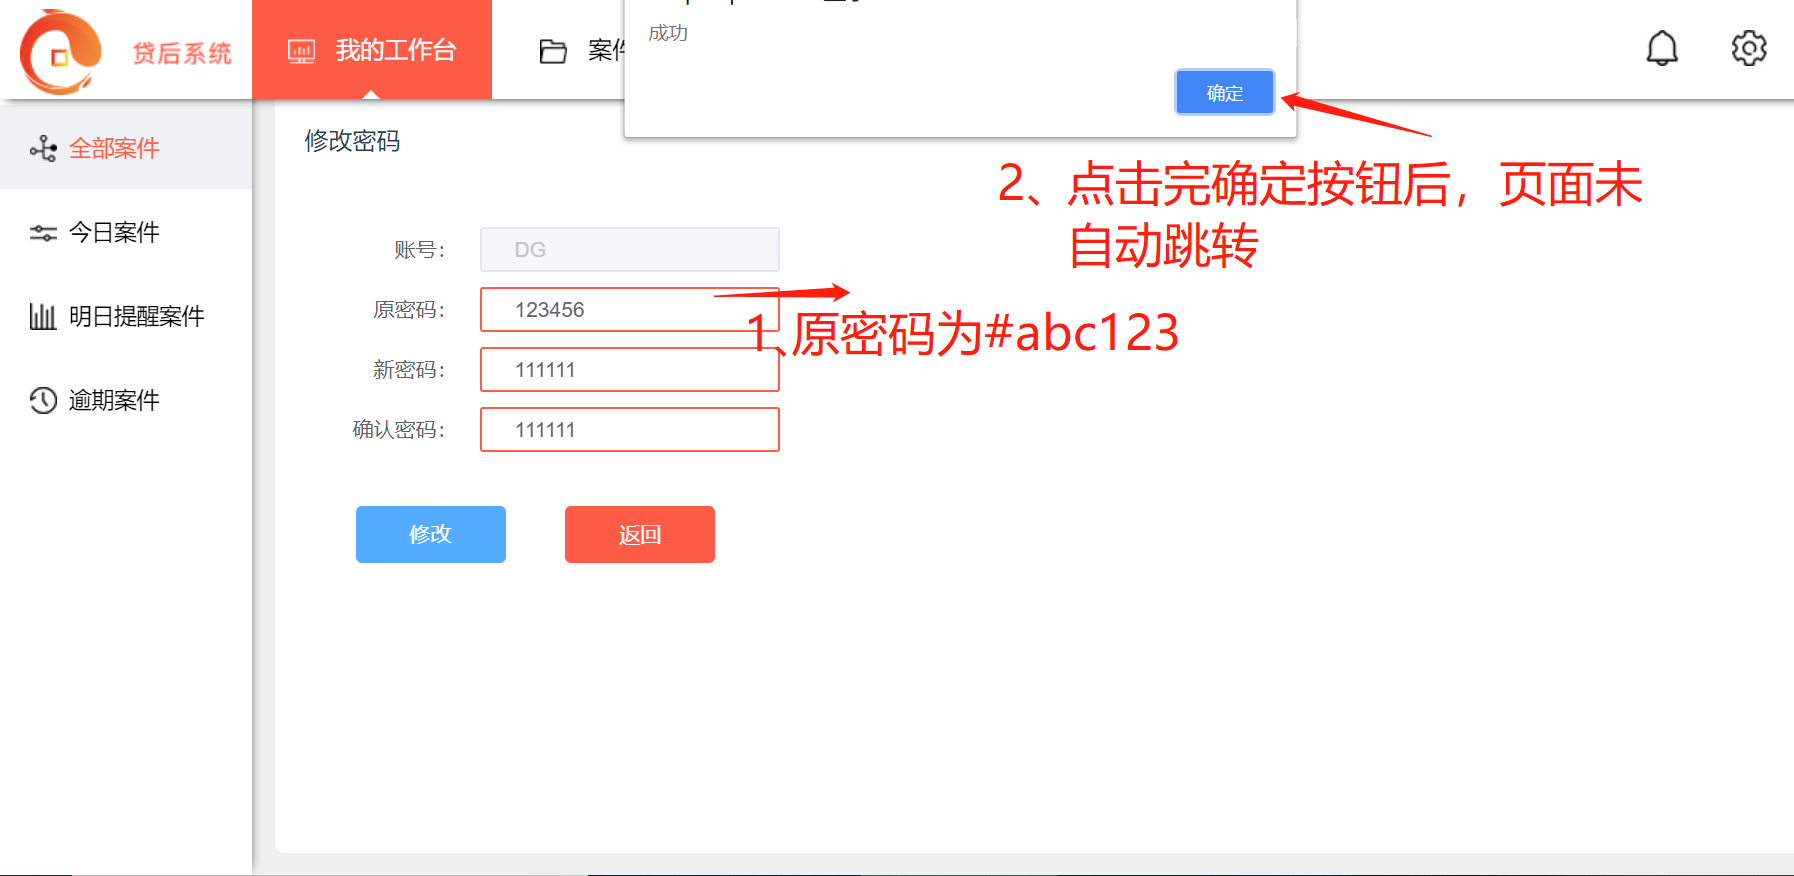 贷后系统
我的工作台
案件
成功
确定
全部案件
今日案件
明日提醒案件
逾期案件
修改密码
账号：
DG
原密码：
123456
新密码：
111111
确认密码：
111111
修改
返回
1、原密码为#abc123
2、点击完确定按钮后，页面未
自动跳转